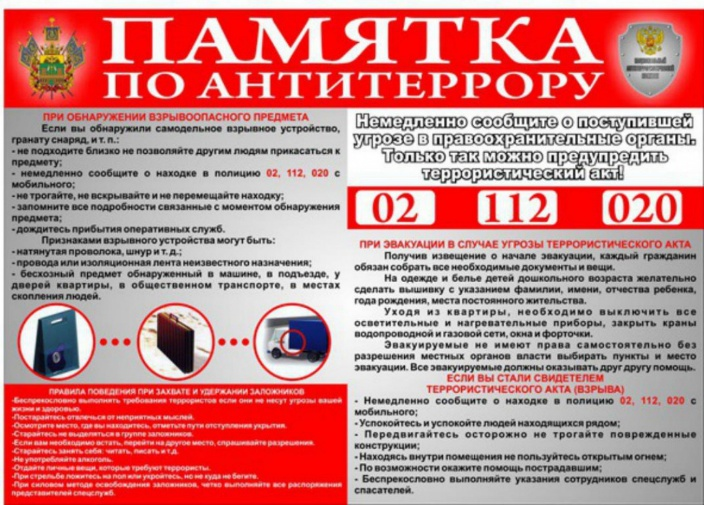 ПАМЯТКА
ПО АНТИТЕРРОРУ
ПРИ ОБНАРУЖЕНИИ ВЗРЫВООПАСНОГО ПРЕДМЕТА
Если вы обнаружили самодельное взрывное устройство,
гранату снаряд, и т. п.:
- не подходите близко не позволяйте другим людям прикасаться к
предмету;
- немедленно сообщите о находке в полицию 02, 112, 020 с
мобильного;
- не трогайте, не вскрывайте и не перемещайте находку;
- запомните все подробности связанные с моментом обнаружения
предмета;
- дождитесь прибытия оперативных служб.
Признаками взрывного устройства могут быть:
- натянутая проволока, шнур и т. д.;
- провода или изоляционная лента неизвестного назначения;
- бесхозный предмет обнаруженный в машине, в подъезде, у
дверей квартиры, в общественном транспорте, в местах
скопления людей.
ПРАВИЛА ПОВЕДЕНИЯ ПРИ ЗАХВАТЕ И УДЕРЖАНИИ ЗАЛОЖНИКОВ
-Беспрекословно выполнять требования террористов если они не несут угрозы вашей
жизни и здоровью.
-Постарайтесь отвлечься от неприятных мыслей.
-Осмотрите место, где вы находитесь, отметьте пути отступления укрытия.
-Старайтесь не выделяться в группе заложников.
-Если вам необходимо встать, перейти на другое место, спрашивайте разрешения.
-Старайтесь занять себя: читать, писать и т.д.
-Не употребляйте алкоголь.
-Отдайте личные вещи, которые требуют террористы.
-При стрельбе ложитесь на пол или укройтесь, но не куда не бегите.
-При силовом методе освобождения заложников, четко выполняйте все распоряжения
представителей спецслужб.
Немедленно сообщите о поступившей
угрозе в правоохранительные органы.
Только так можно предупредить
террористический акт!
02 112 020
ПРИ ЭВАКУАЦИИ В СЛУЧАЕ УГРОЗЫ ТЕРРОРИСТИЧЕСКОГО АКТА
Получив извещение о начале эвакуации, каждый гражданин
обязан собрать все необходимые документы и вещи.
На одежде и белье детей дошкольного возраста желательно
сделать вышивку с указанием фамилии, имени, отчества ребенка,
года рождения, места постоянного жительства.
Уходя из квартиры, необходимо выключить все
осветительные и нагревательные приборы, закрыть краны
водопроводной и газовой сети, окна и форточки.
Эвакуируемые не имеют права самостоятельно без
разрешения местных органов власти выбирать пункты и место
эвакуации. Все эвакуируемые должны оказывать друг другу помощь.
ЕСЛИ ВЫ СТАЛИ СВИДЕТЕЛЕМ
ТЕРРОРИСТИЧЕСКОГО АКТА (ВЗРЫВА)
- Немедленно сообщите о находке в полицию 02, 112, 020 с
мобильного;
- Успокойтесь и успокойте людей находящихся рядом;
- Передвигайтесь осторожно не трогайте поврежденные
конструкции;
- Находясь внутри помещения не пользуйтесь открытым огнем;
- По возможности окажите помощь пострадавшим;
- Беспрекословно выполняйте указания сотрудников спецслужб и
спасателей.